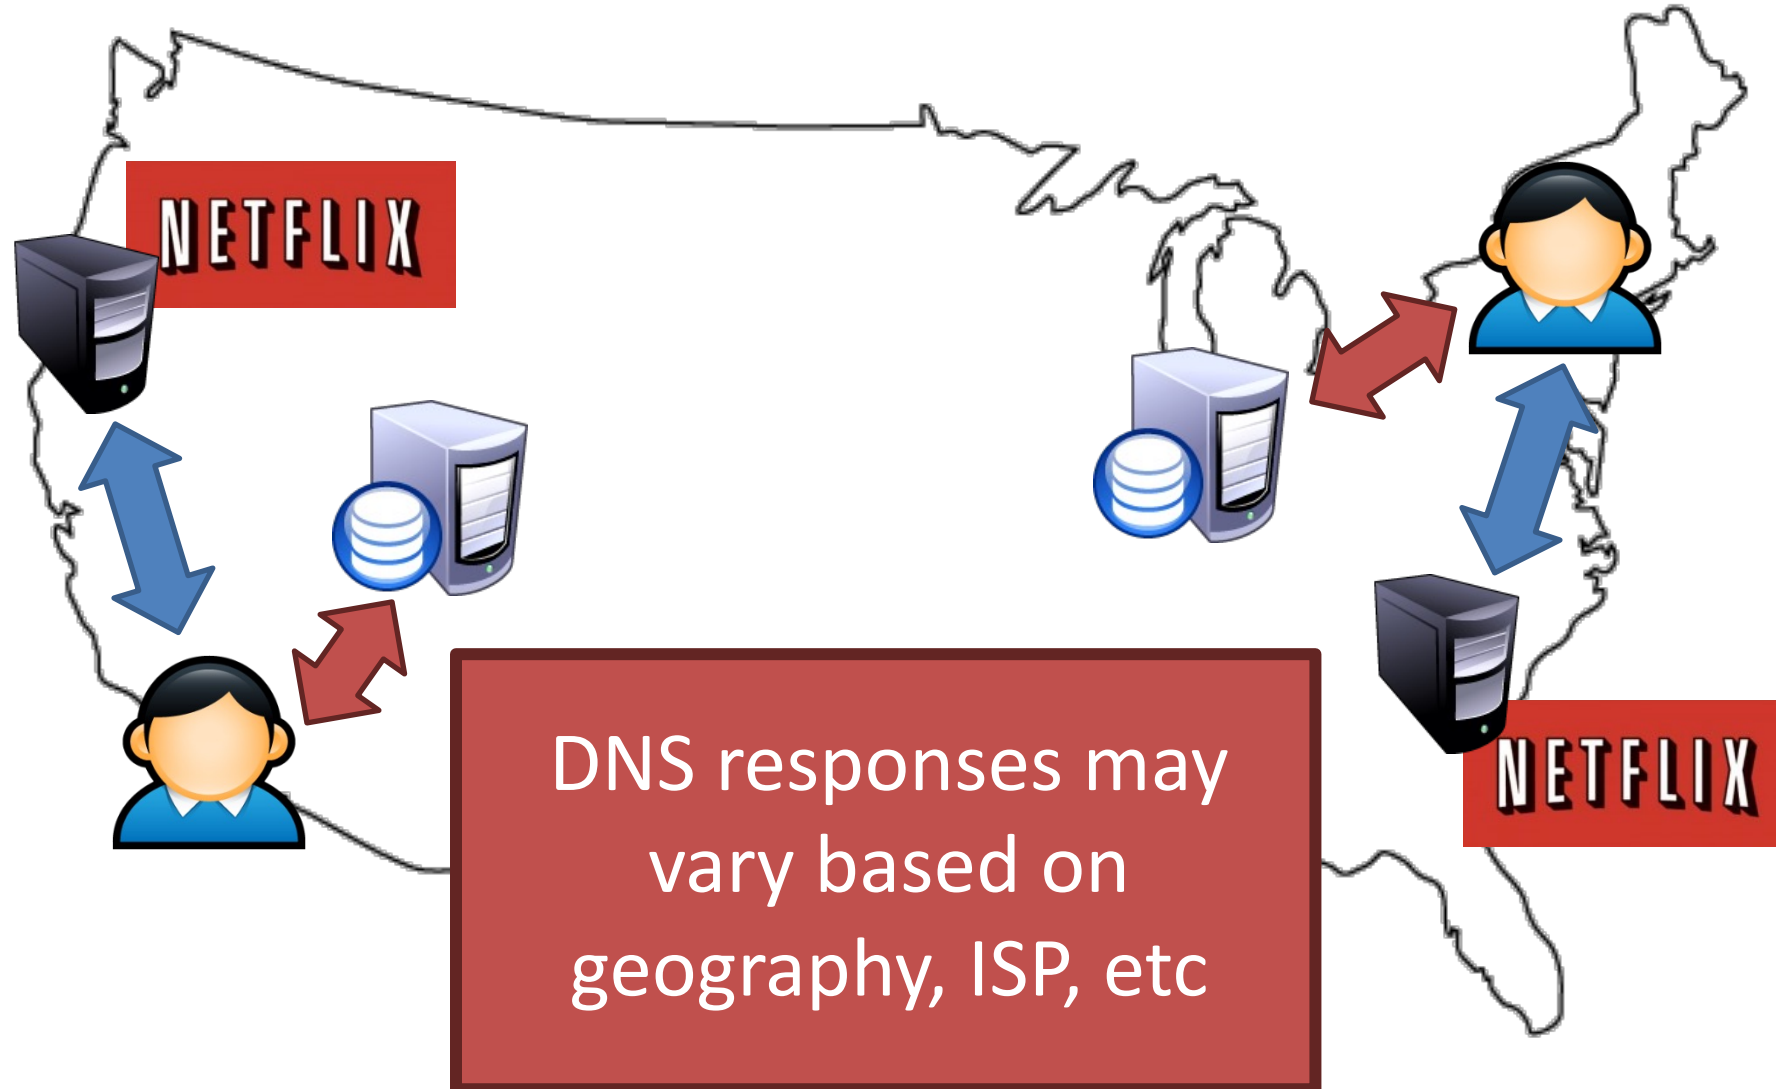 NETFLIX
DNS responses may
vary based on
geography, ISP, etc
NETFLIX